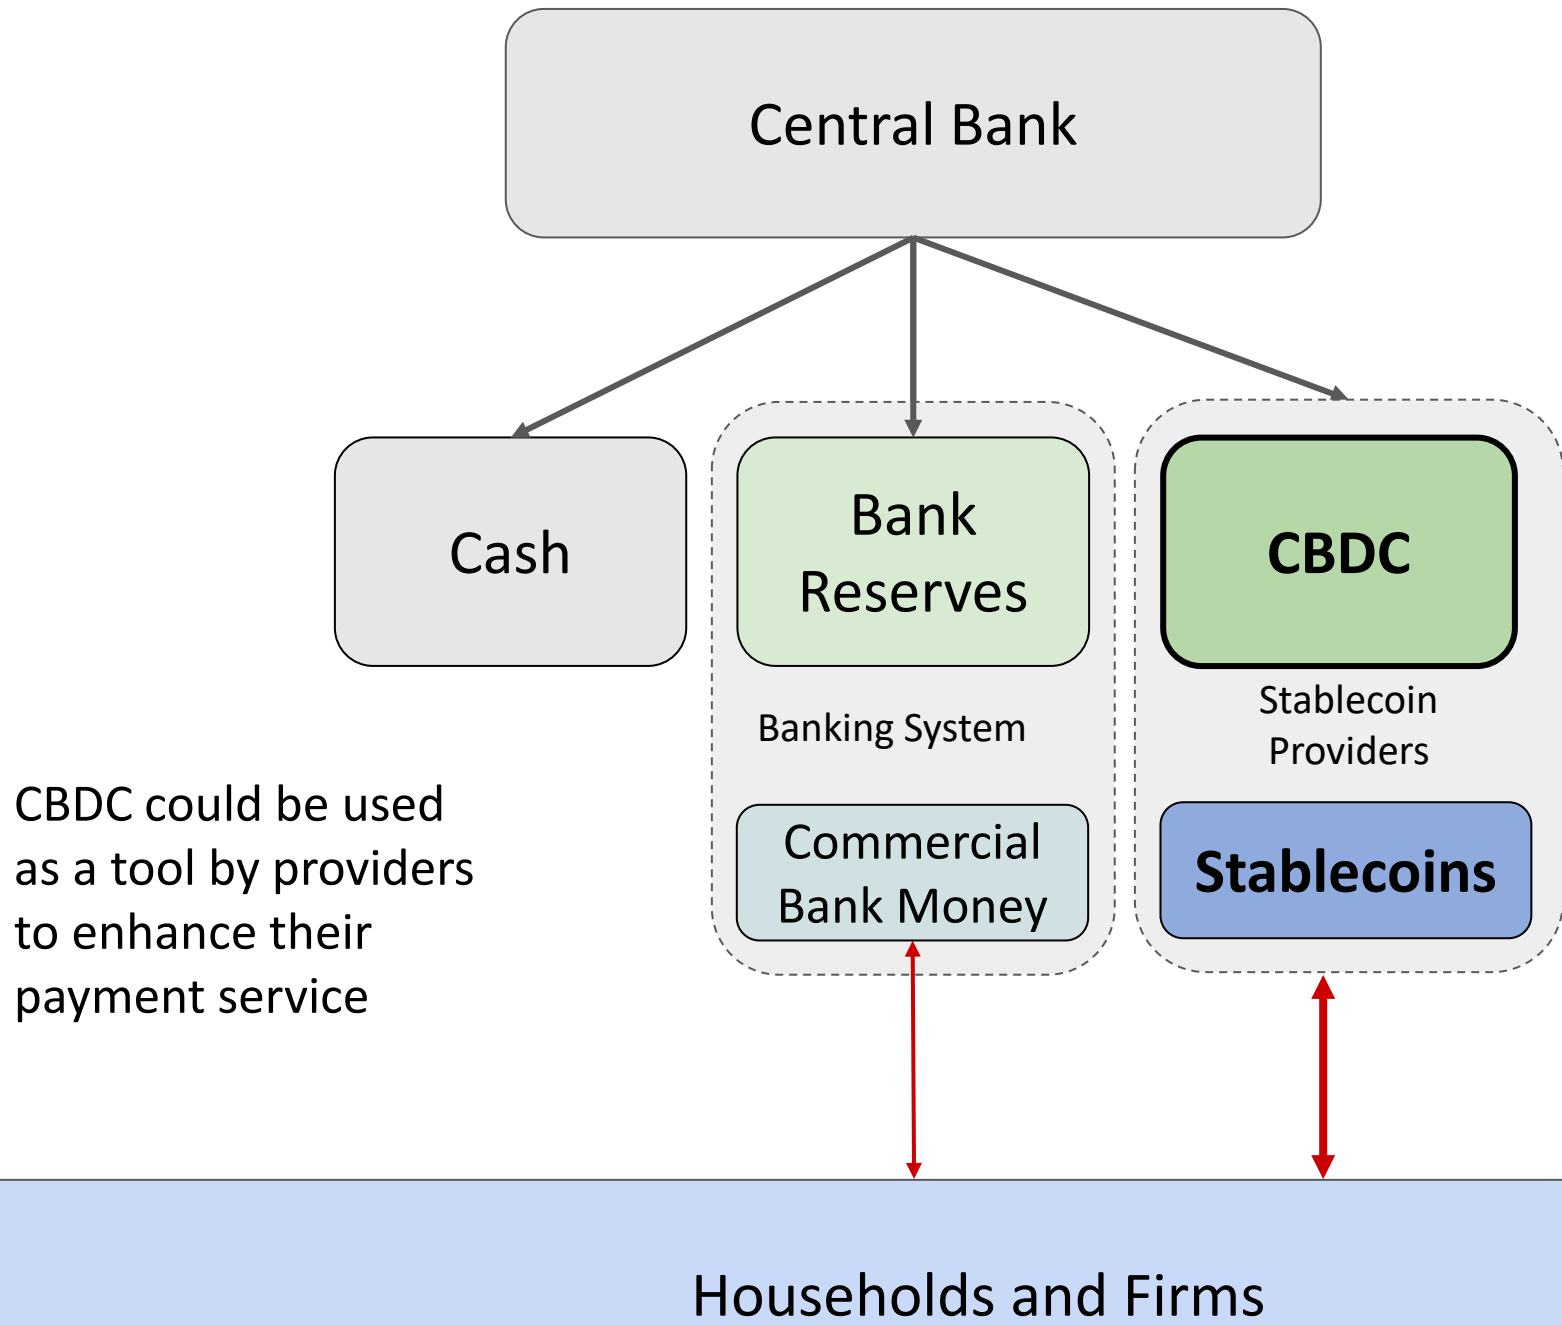 Central Bank
Cash
Bank
Reserves
CBDC
Banking System
Stablecoin
Providers
CBDC could be used
as a tool by providers
to enhance their
payment service
Commercial
Bank Money
Stablecoins
Households and Firms